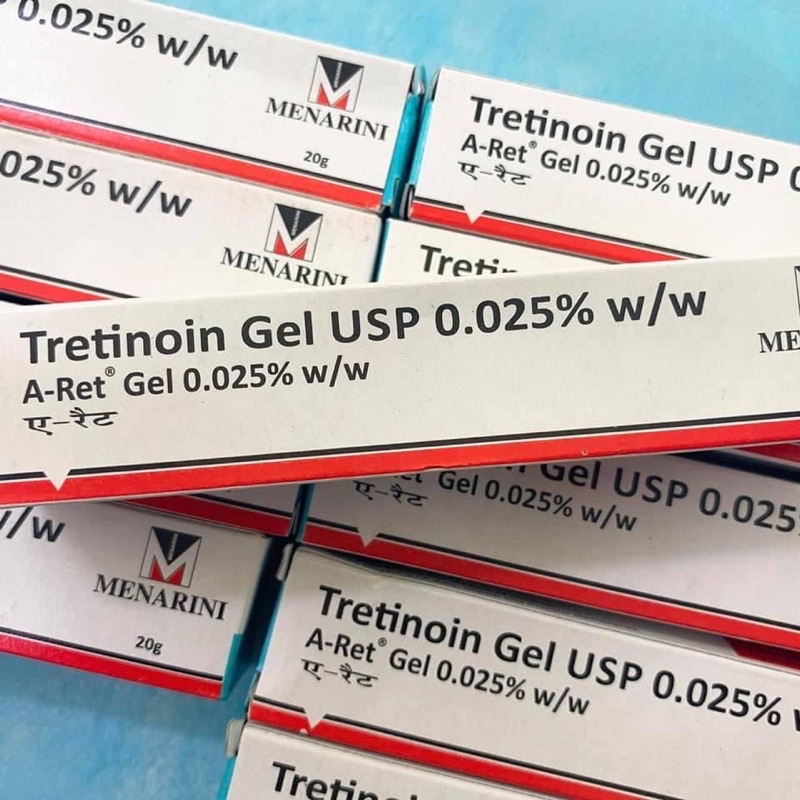 0.025% w/w
MENARINI
20g
Tretinoin Gel USP
A-Ret® Gel 0.025% w/w
ए-रैट
025% w/w
MENARINI
Tretinoin Gel USP 0.025% w/w
A-Ret® Gel 0.025% w/w
ए-रैट
Gel USP 0.025
Gel 0.025% w/w
ए-रैट
w/w
MENARINI
20g
Tretinoin Gel USP 0.025%
A-Ret® Gel 0.025% w/w
ए-रैट